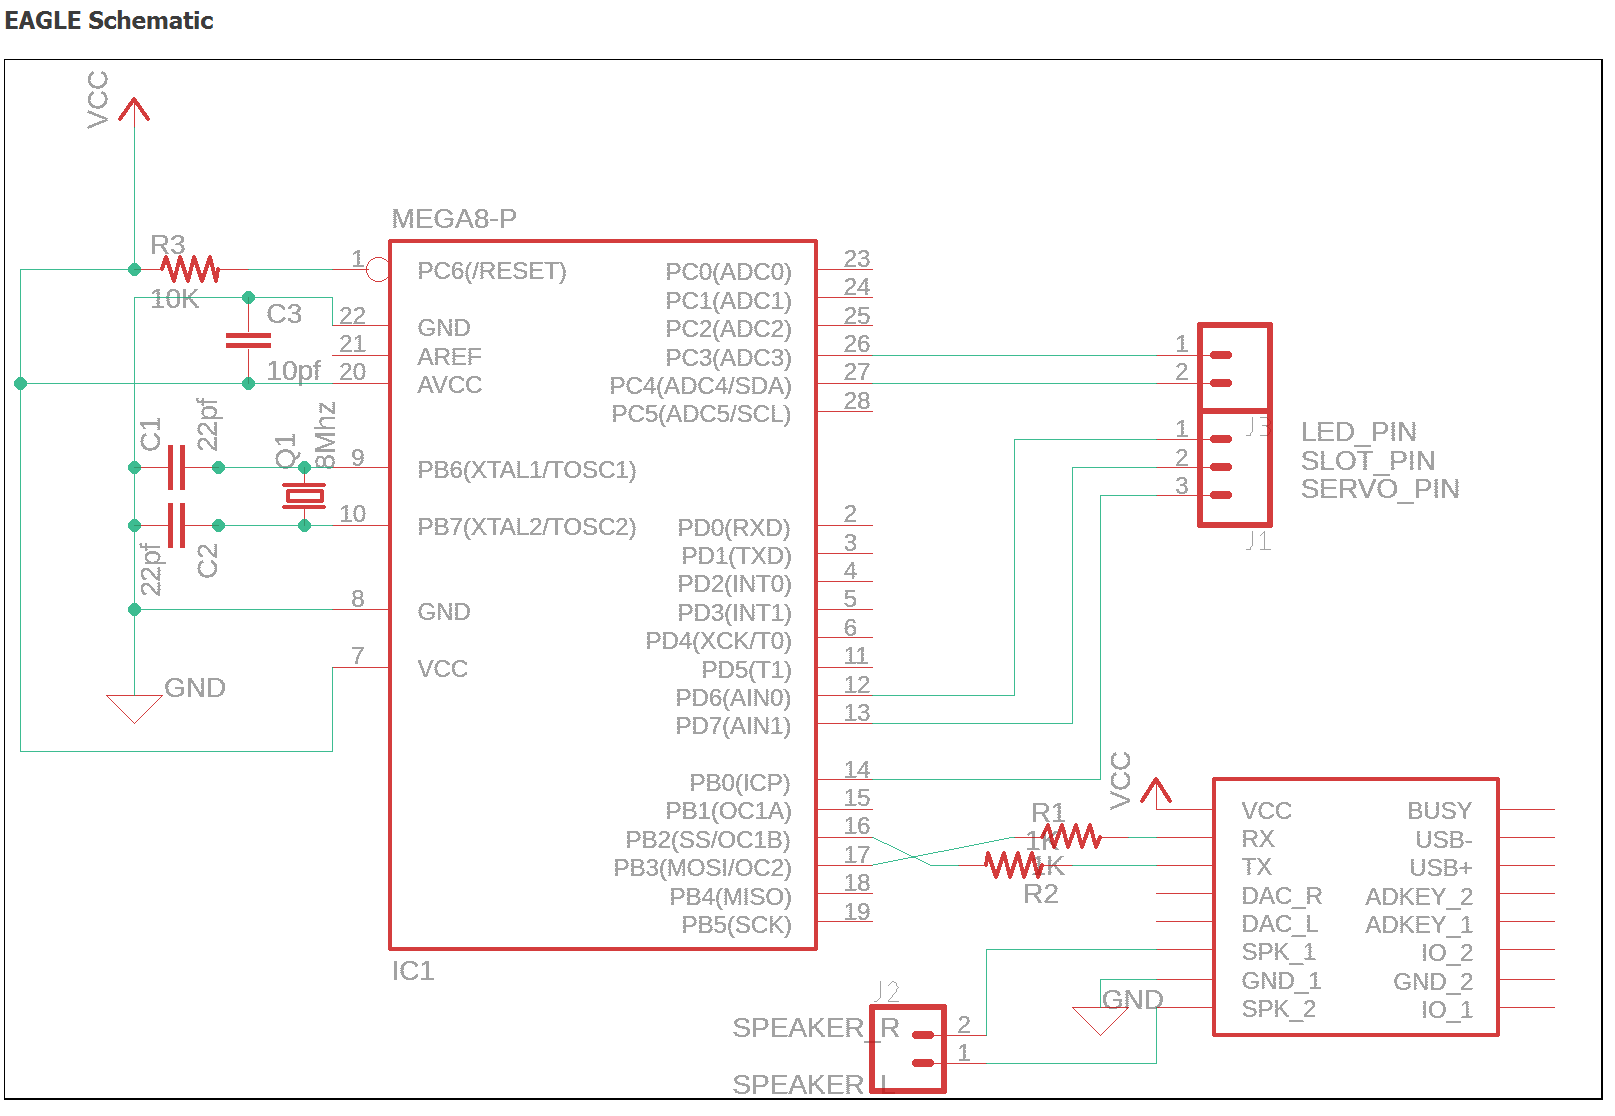 EAGLE Schematic
VCC
MEGA8-P
R3
10K
1
PC6(/RESET)
22
GND
21
AREF
20
AVCC
C3
10pf
C1
22pf
Q1
8Mhz
9
PB6(XTAL1/TOSC1)
10
PB7(XTAL2/TOSC2)
22pf
C2
8
GND
7
VCC
GND
PC0(ADC0)
23
PC1(ADC1)
24
PC2(ADC2)
25
PC3(ADC3)
26
PC4(ADC4/SDA)
27
PC5(ADC5/SCL)
28
PD0(RXD)
2
PD1(TXD)
3
PD2(INT0)
4
PD3(INT1)
5
PD4(XCK/T0)
6
PD5(T1)
11
PD6(AIN0)
12
PD7(AIN1)
13
PB0(ICP)
14
PB1(OC1A)
15
PB2(SS/OC1B)
16
PB3(MOSI/OC2)
17
PB4(MISO)
18
PB5(SCK)
19
IC1
1
2
J3
1
LED_PIN
2
SLOT_PIN
3
SERVO_PIN
J1
VCC
R1
1K
1K
R2
VCC
BUSY
RX
USB-
TX
USB+
DAC_R
ADKEY_2
DAC_L
ADKEY_1
SPK_1
IO_2
GND_1
GND_2
SPK_2
IO_1
GND
J2
SPEAKER_R
2
1
SPEAKER_L